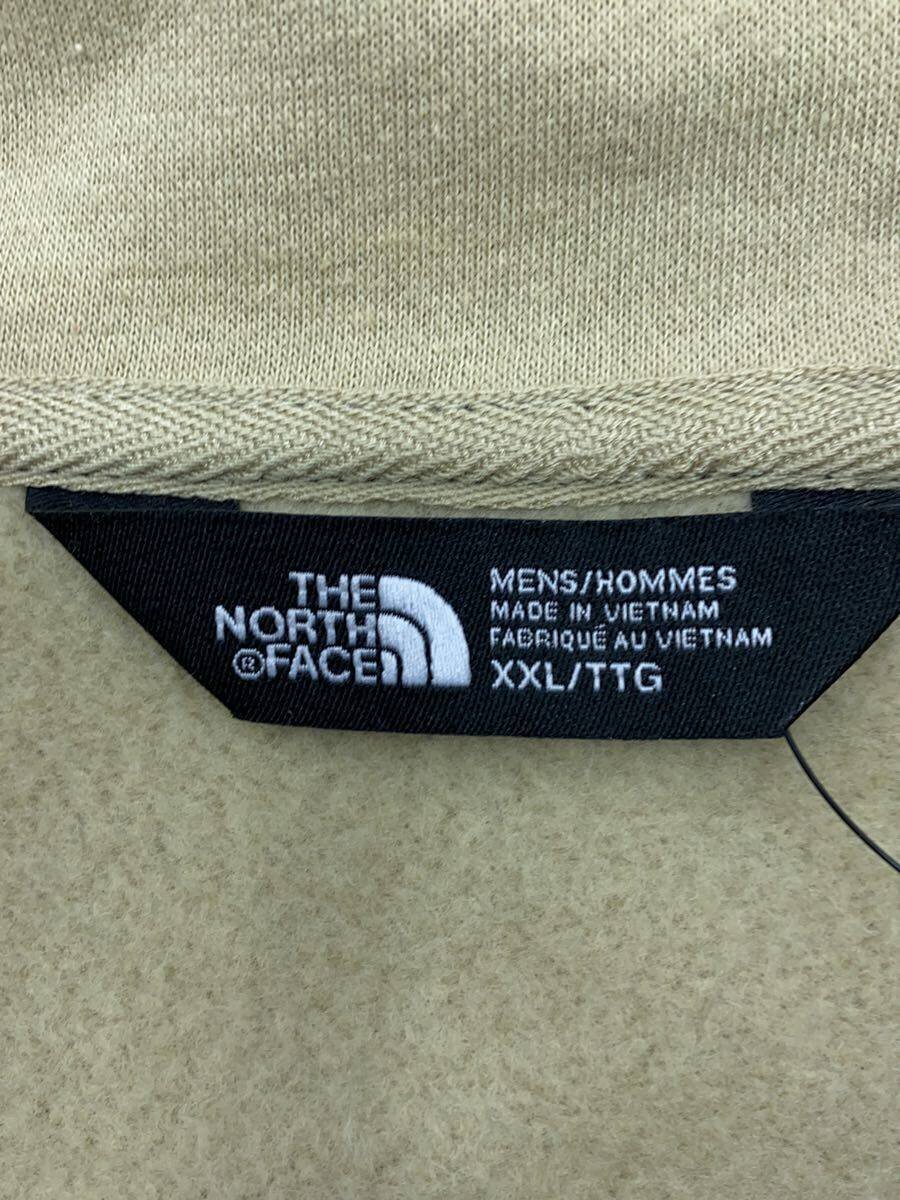 THE
NORTH
®FACE
MENS/HOMMES
MADE IN VIETNAM
FABRIQUÉ AU VIETNAM
XXL/TTG